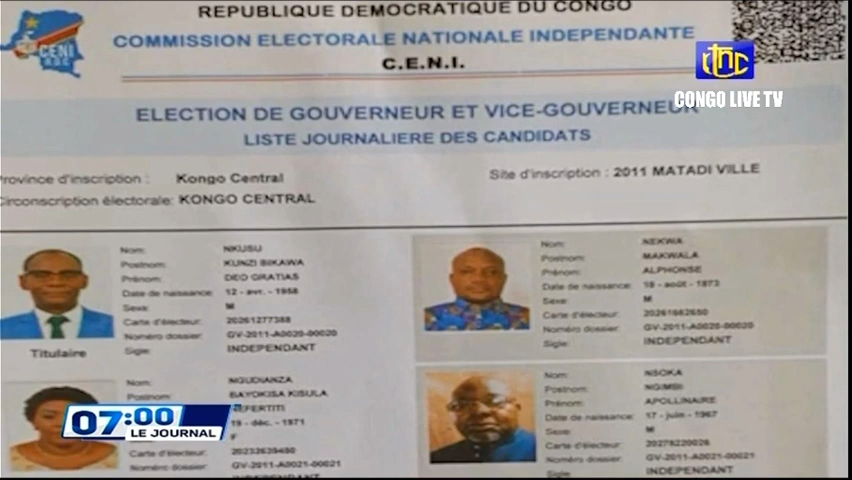 REPUBLIQUE DEMOCRATIQUE DU CONGO
CENI
R.D.C
COMMISSION ELECTORALE NATIONALE INDEPENDANTE
C.E.N.I.
rtnc
CONGO LIVE TV
ELECTION DE GOUVERNEUR ET VICE-GOUVERNEUR
LISTE JOURNALIERE DES CANDIDATS
Province d'inscription : Kongo Central
Site d'inscription : 2011 MATADI VILLE
Circonscription électorale: KONGO CENTRAL
Nom: NKUSU
Postnom: KUNZI BIKAWA
Prénom: DEO GRATIAS
Date de naissance: 12 - avr. - 1958
Sexe: M
Carte d'électeur: 20261277388
Numéro dossier: GV-2011-A0020-00020
Sigle: INDEPENDANT
Titulaire
Nom: NEKWA
Postnom: MAKWALA
Prénom: ALPHONSE
Date de naissance: 18 - août - 1973
Sexe: M
Carte d'électeur: 20261662650
Numéro dossier: GV-2011-A0020-00020
Sigle: INDEPENDANT
Nom: NGUDIANZA
Postnom: BAYOKISA KISULA
NEFERTITI
19 - déc. - 1971
F
Carte d'électeur: 20232639480
Numéro dossier: GV-2011-A0021-00021
INDEPENDANT
Nom: NSOKA
Postnom: NGIMBI
Prénom: APOLLINAIRE
Date de naissance: 17 - juin - 1967
Sexe: M
Carte d'électeur: 20278220026
Numéro dossier: GV-2011-A0021-00021
Sigle: INDEPENDANT
07:00
LE JOURNAL